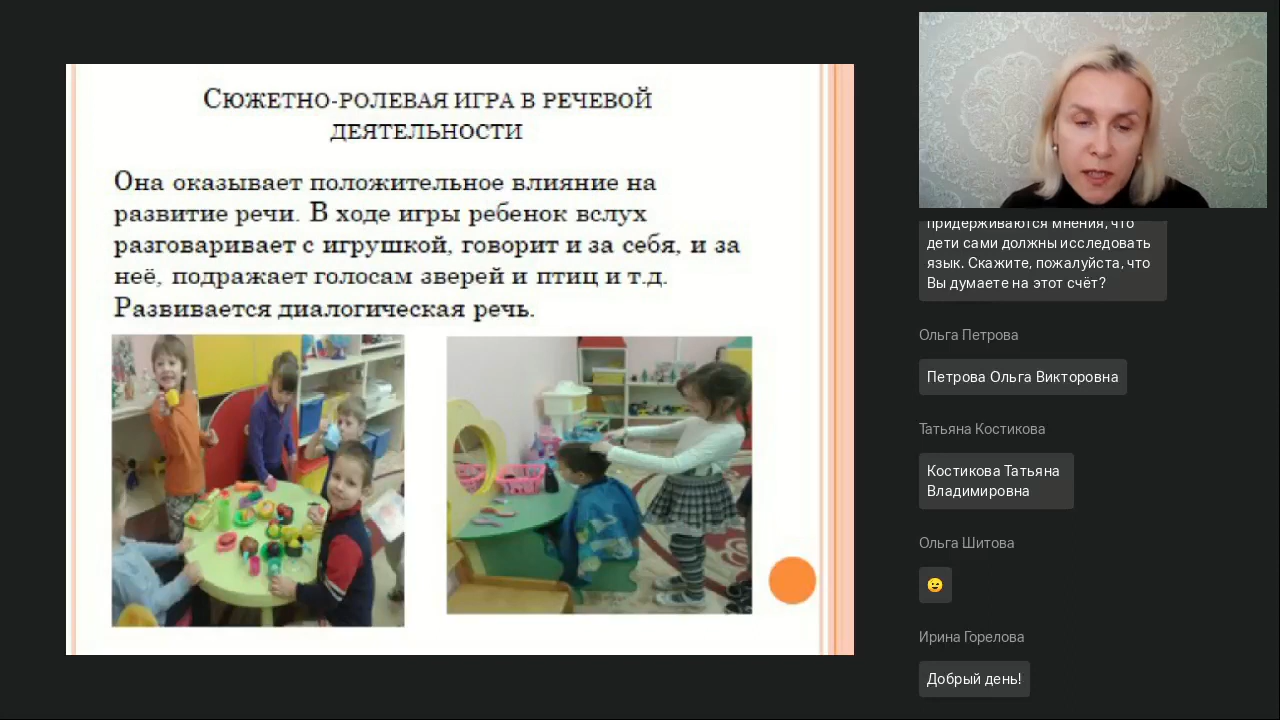 Сюжетно-ролевая игра в речевой
деятельности
Она оказывает положительное влияние на
развитие речи. В ходе игры ребенок вслух
разговаривает с игрушкой, говорит и за себя, и за
неё, подражает голосам зверей и птиц и т.д.
Развивается диалогическая речь.
придерживаются мнения, что
дети сами должны исследовать
язык. Скажите, пожалуйста, что
Вы думаете на этот счёт?
Ольга Петрова
Петрова Ольга Викторовна
Татьяна Костикова
Костикова Татьяна
Владимировна
Ольга Шитова
😉
Ирина Горелова
Добрый день!